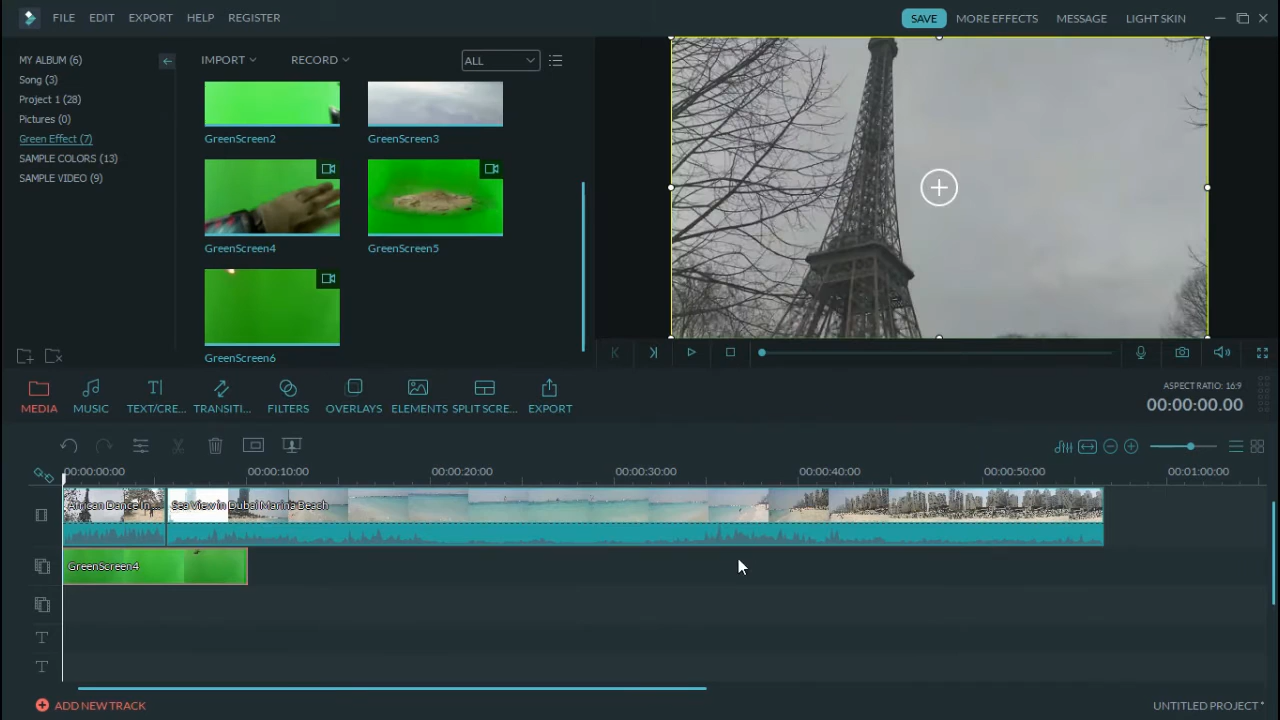 FILE EDIT EXPORT HELP REGISTER
SAVE MORE EFFECTS MESSAGE LIGHT SKIN
MY ALBUM (6)
Song (3)
Project 1 (28)
Pictures (0)
Green Effect (7)
SAMPLE COLORS (13)
SAMPLE VIDEO (9)
IMPORT RECORD ALL
GreenScreen2 GreenScreen3
GreenScreen4 GreenScreen5
GreenScreen6
MEDIA MUSIC TEXT/CRE... TRANSITI... FILTERS OVERLAYS ELEMENTS SPLIT SCRE... EXPORT
ASPECT RATIO: 16:9
00:00:00.00
00:00:00:00 00:00:10:00 00:00:20:00 00:00:30:00 00:00:40:00 00:00:50:00 00:01:00:00
African Dance In... Sea View in Dubai Marina Beach
GreenScreen4
ADD NEW TRACK
UNTITLED PROJECT *